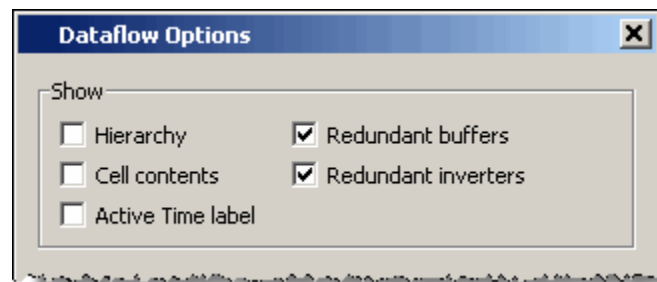 Dataflow Options
Show
Hierarchy
Redundant buffers
Cell contents
Redundant inverters
Active Time label